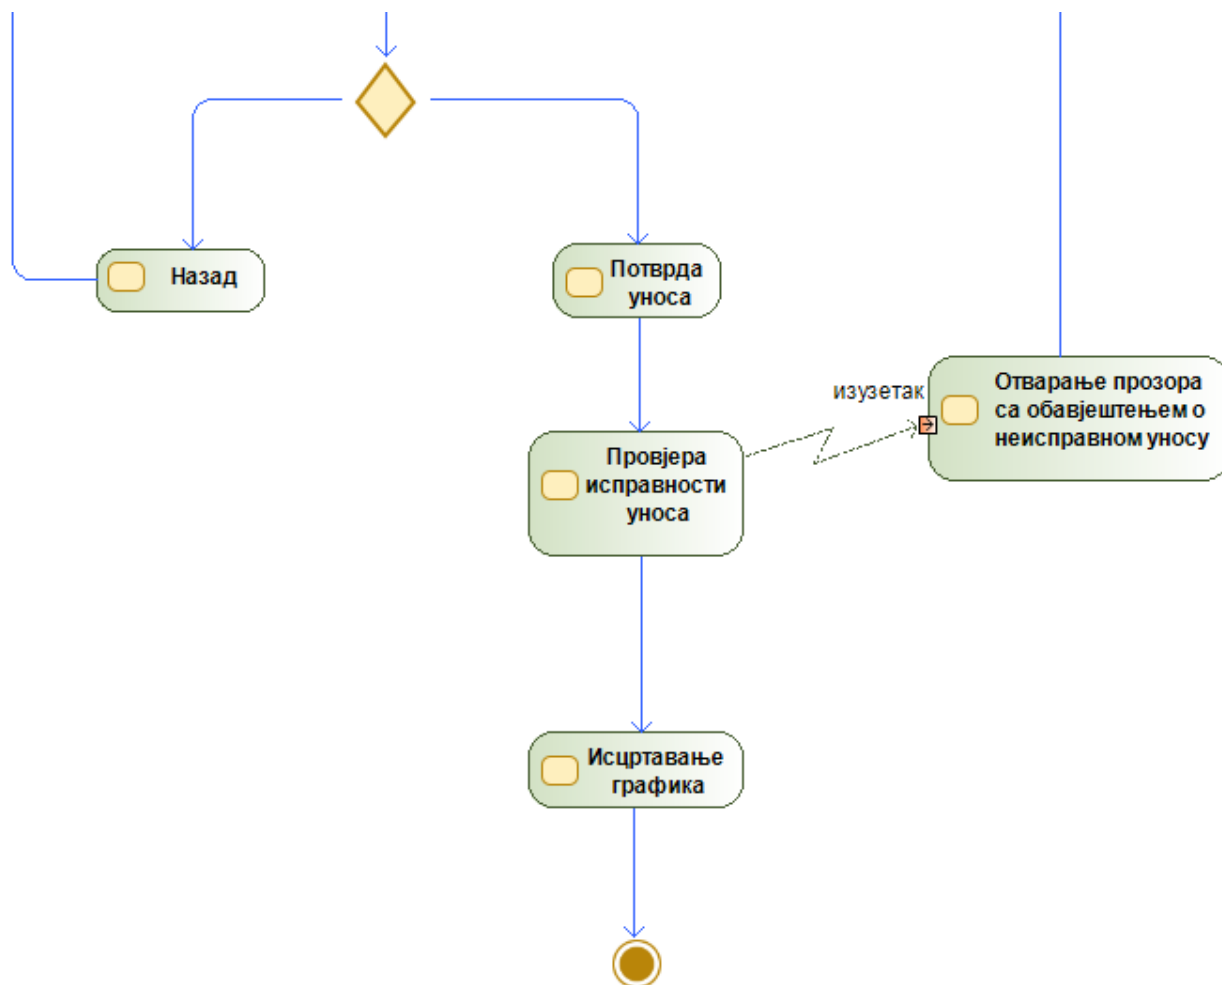 Назад
Потврда
уноса
изузетак
Отварање прозора
са обавјештењем о
неисправном уносу
Провјера
исправности
уноса
Исцртавање
графика